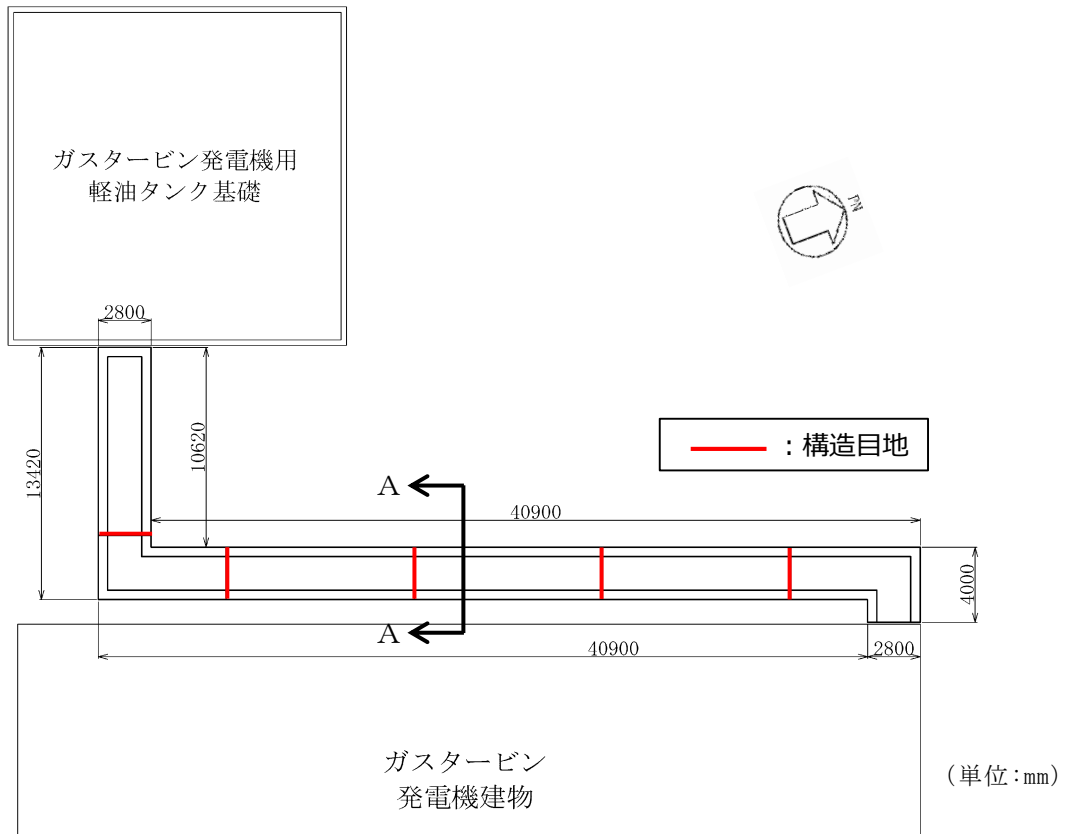 ガスタービン発電機用
軽油タンク基礎
PN
2800
13420
10620
：構造目地
A
40900
4000
A
40900
2800
ガスタービン
発電機建物
(単位:mm)